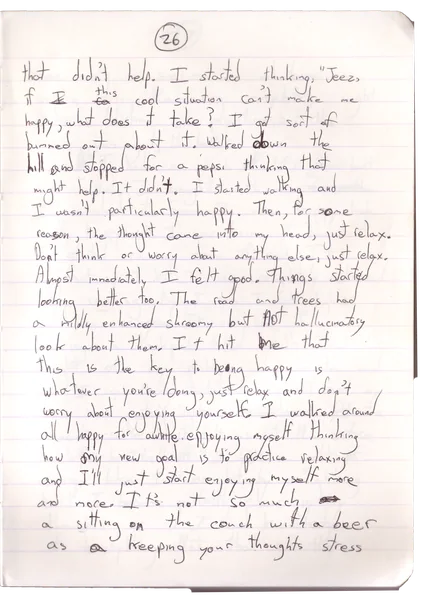 26
that didn't help. I started thinking, "Jeez,
if this cool situation can't make me
happy, what does it take? I got sort of
bummed out about it. Walked down the
hill and stopped for a pepsi thinking that
might help. It didn't. I started walking and
I wasn't particularly happy. Then, for some
reason, the thought came into my head, just relax.
Don't think or worry about anything else, just relax.
Almost immediately I felt good. Things started
looking better too. The road and trees had
a mildly enhanced shroomy but not hallucinatory
look about them. It hit me that
this is the key to being happy is
whatever you're doing, just relax and don't
worry about enjoying yourself. I walked around
all happy for awhile enjoying myself thinking
how my new goal is to practice relaxing
and I'll just start enjoying myself more
and more. It's not so much
a sitting on the couch with a beer
as a keeping your thoughts stress